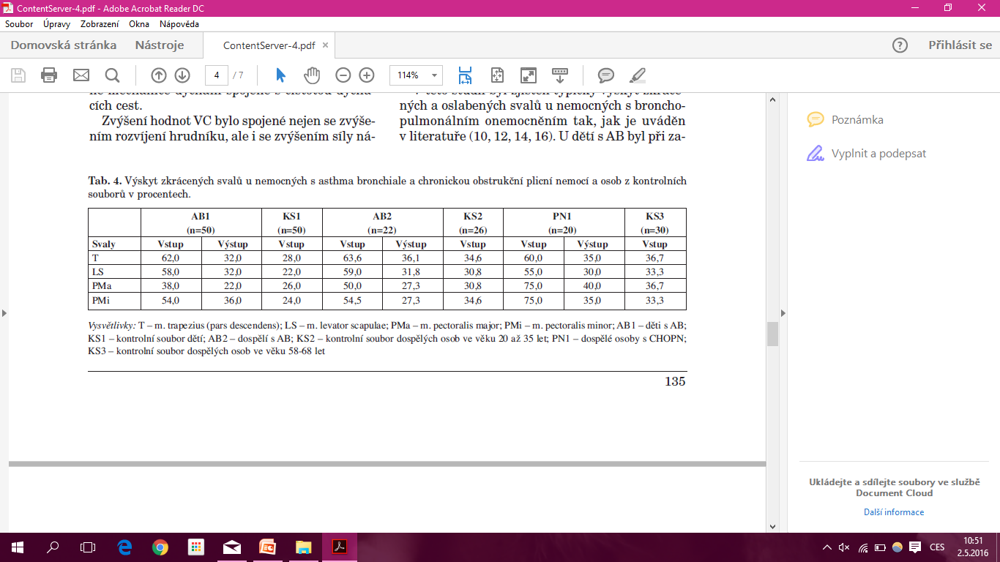 ContentServer-4.pdf - Adobe Acrobat Reader DC
Soubor Úpravy Zobrazení Okna Nápověda
Domovská stránka Nástroje ContentServer-4.pdf × ? Přihlásit se
4 / 7 114%
cích cest.
Zvýšení hodnot VC bylo spojené nejen se zvýše-
ním rozvíjení hrudníku, ale i se zvýšením síly ná-
ných a oslabených svalů u nemocných s broncho-
pulmonálním onemocněním tak, jak je uváděn
v literatuře (10, 12, 14, 16). U dětí s AB byl při za-
Tab. 4. Výskyt zkrácených svalů u nemocných s asthma bronchiale a chronickou obstrukční plicní nemocí a osob z kontrolních
souborů v procentech.
AB1 KS1 AB2 KS2 PN1 KS3
(n=50) (n=50) (n=22) (n=26) (n=20) (n=30)
Svaly Vstup Výstup Vstup Vstup Výstup Vstup Vstup Výstup Vstup
T 62,0 32,0 28,0 63,6 36,1 34,6 60,0 35,0 36,7
LS 58,0 32,0 22,0 59,0 31,8 30,8 55,0 30,0 33,3
PMa 38,0 22,0 26,0 50,0 27,3 30,8 75,0 40,0 36,7
PMi 54,0 36,0 24,0 54,5 27,3 34,6 75,0 35,0 33,3
Vysvětlivky: T – m. trapezius (pars descendens); LS – m. levator scapulae; PMa – m. pectoralis major; PMi – m. pectoralis minor; AB1 – děti s AB;
KS1 – kontrolní soubor dětí; AB2 – dospělí s AB; KS2 – kontrolní soubor dospělých osob ve věku 20 až 35 let; PN1 – dospělé osoby s CHOPN;
KS3 – kontrolní soubor dospělých osob ve věku 58-68 let
135
Poznámka
Vyplnit a podepsat
Ukládejte a sdílejte soubory ve službě
Document Cloud
Další informace
CES
10:51
2.5.2016